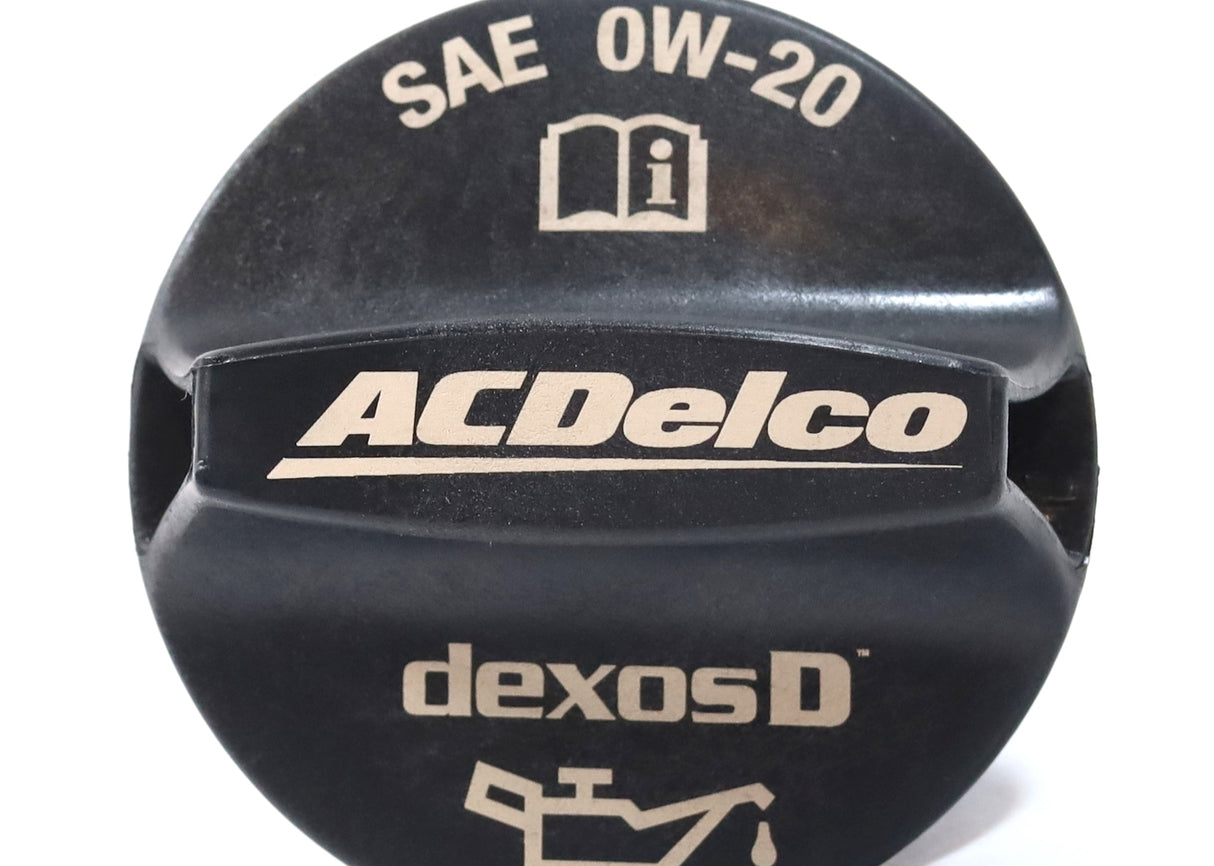 SAE 0W-20
i
ACDelco
dexosD™